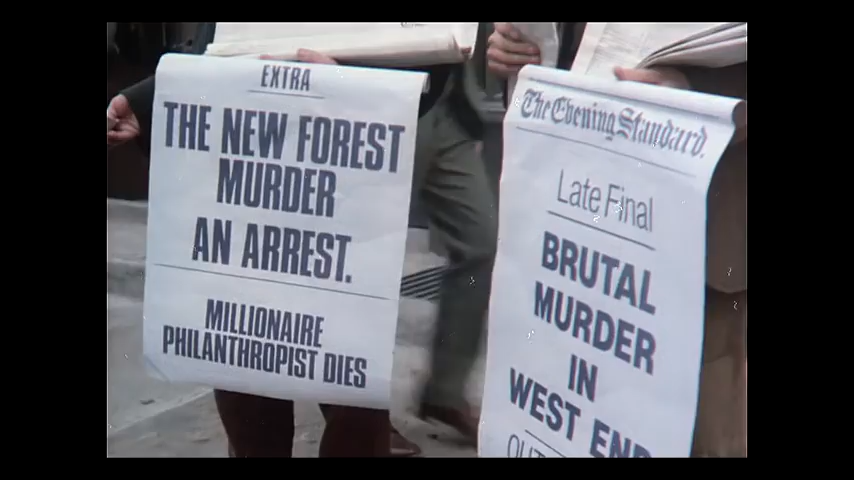 EXTRA
THE NEW FOREST
MURDER
AN ARREST.
MILLIONAIRE
PHILANTHROPIST DIES
The Evening Standard.
Late Final
BRUTAL
MURDER
IN
WEST END